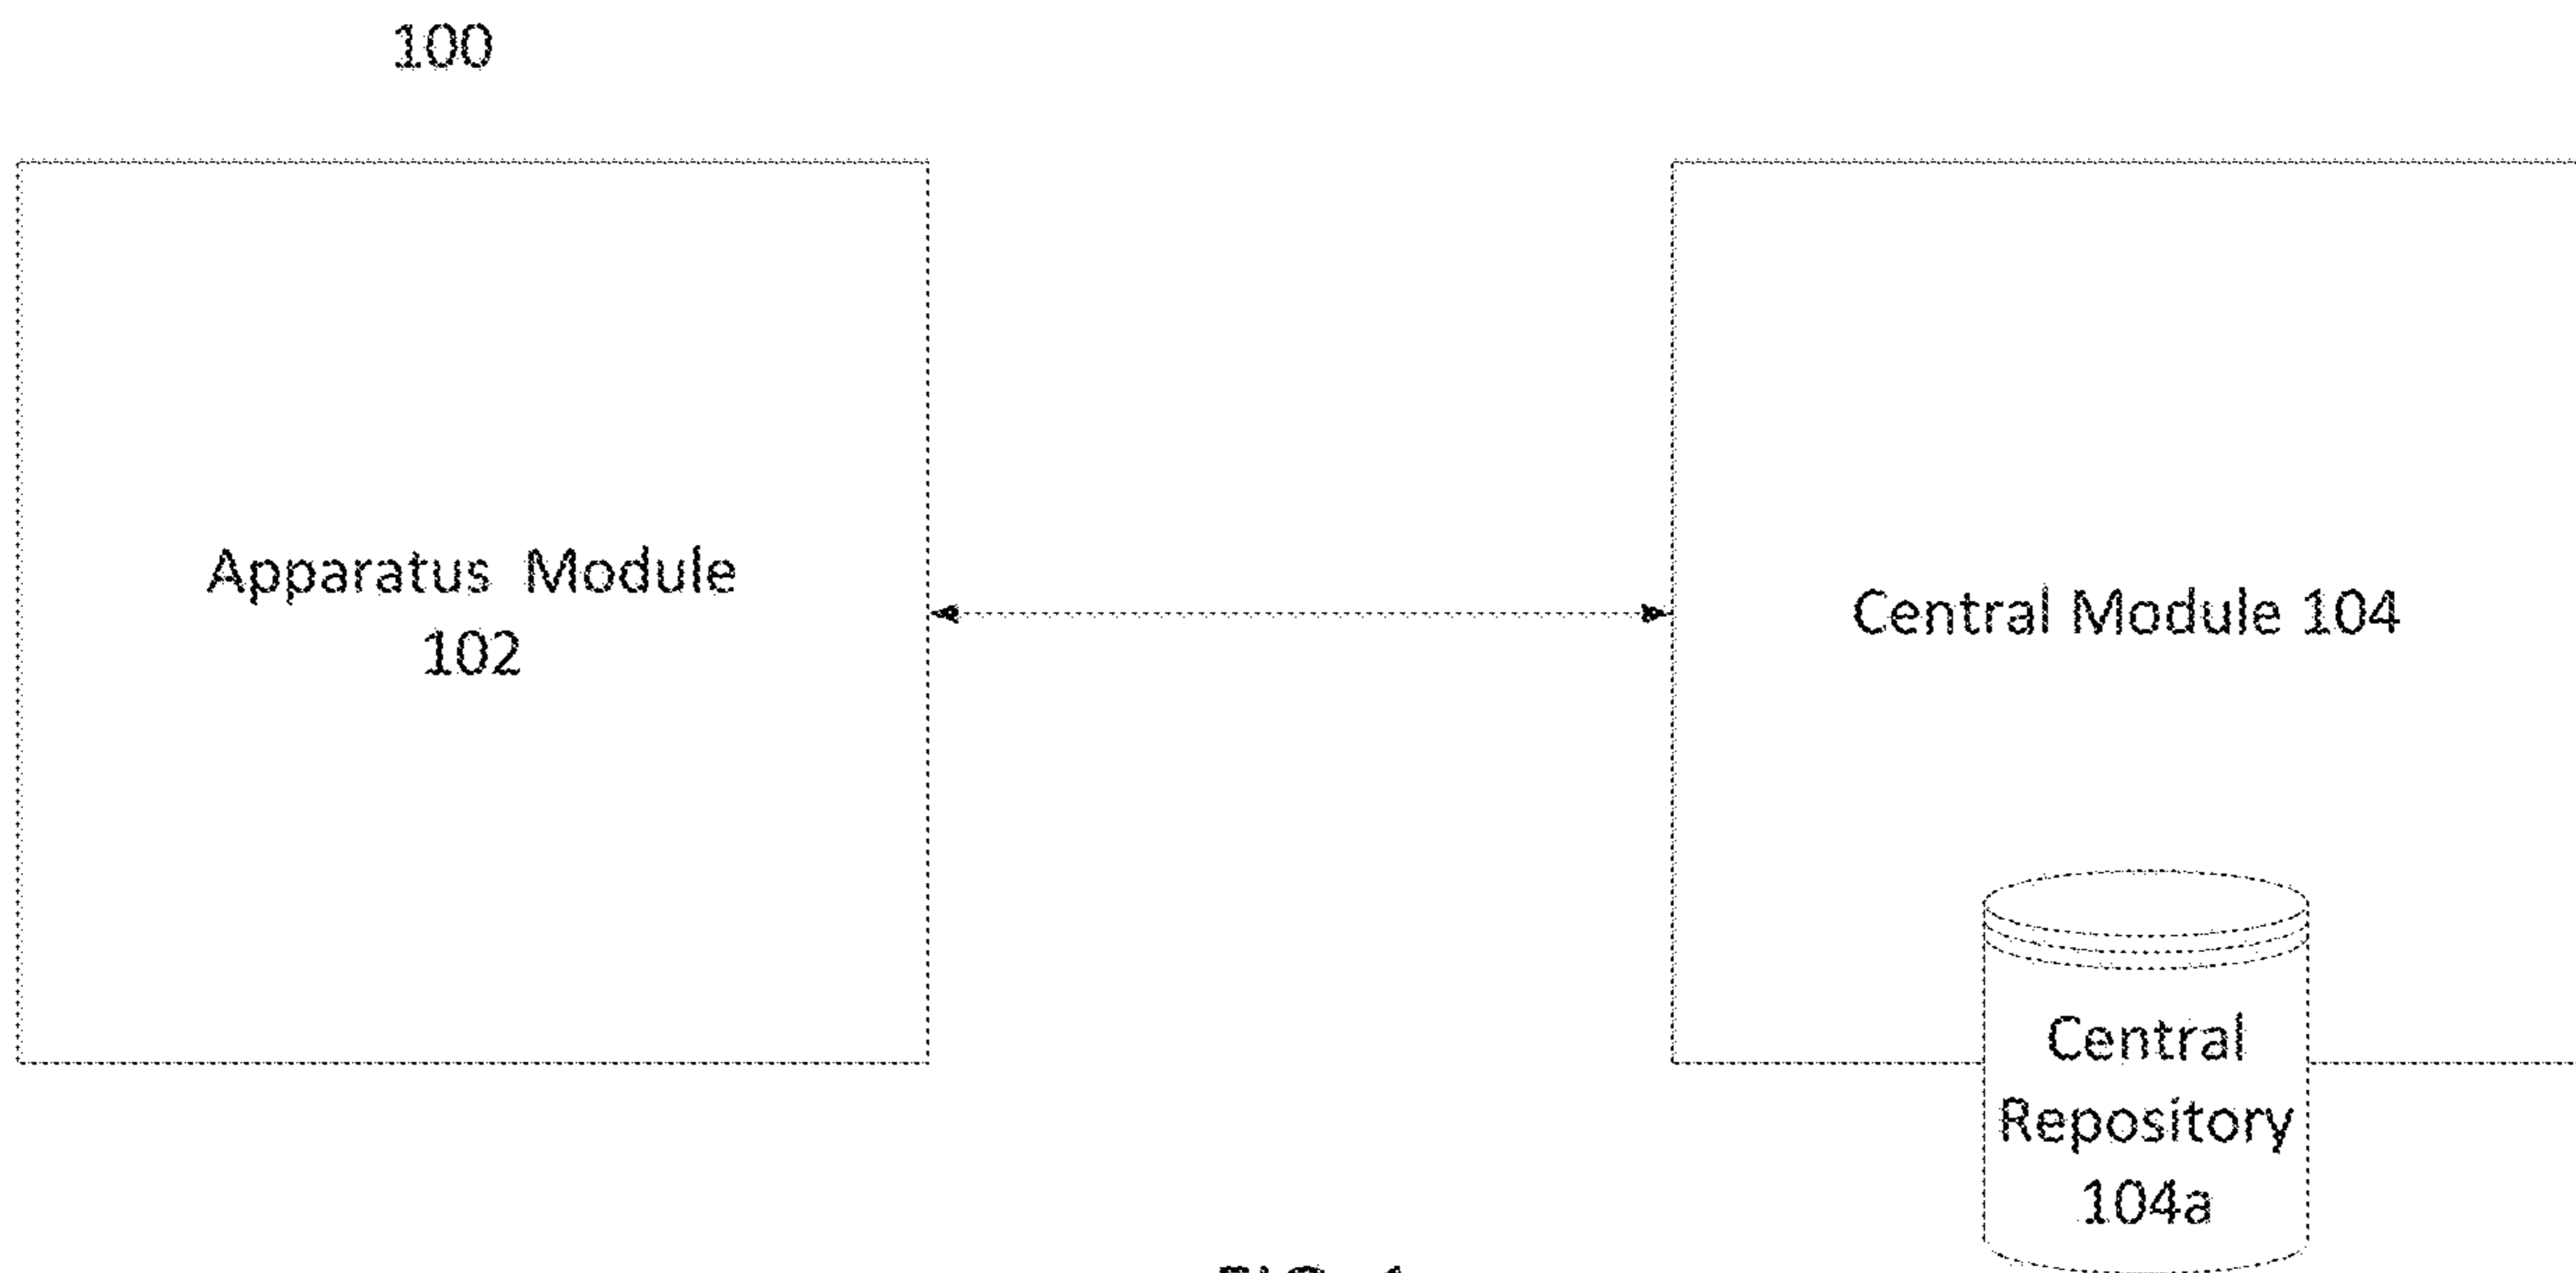 100
Apparatus Module
102
Central Module 104
Central
Repository
104a